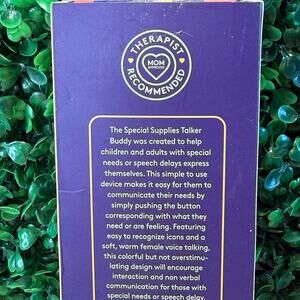 THERAPIST
MOM
APPROVED
RECOMMENDED
The Special Supplies Talker
Buddy was created to help
children and adults with special
needs or speech delays express
themselves. This simple to use
device makes it easy for them to
communicate their needs by
simply pushing the button
corresponding with what they
need or are feeling. Featuring
easy to recognize icons and a
soft, warm female voice talking,
this colorful but not overstimu-
lating design will encourage
interaction and non verbal
communication for those with
special needs or speech delay.